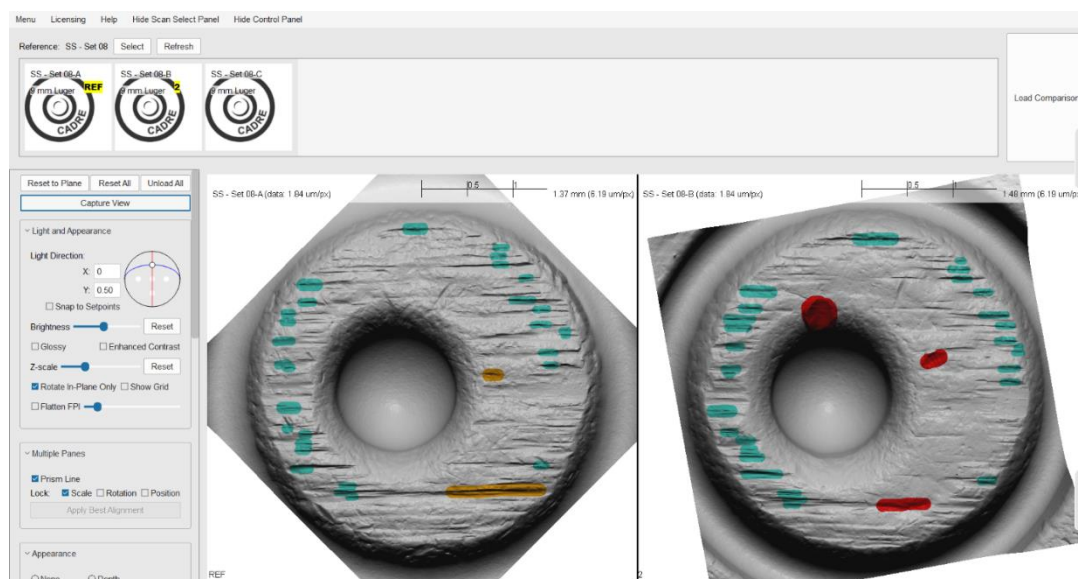 Menu Licensing Help Hide Scan Select Panel Hide Control Panel
Reference: SS - Set 08 Select Refresh
SS - Set 08-A
9 mm Luger
REF
CADRE
SS - Set 08-B
9 mm Luger
2
CADRE
SS - Set 08-C
9 mm Luger
CADRE
Load Comparison
Reset to Plane Reset All Unload All
Capture View
Light and Appearance
Light Direction:
X: 0
Y: 0.50
Snap to Setpoints
Brightness Reset
Glossy Enhanced Contrast
Z-scale Reset
Rotate In-Plane Only Show Grid
Flatten FPI
Multiple Panes
Prism Line
Lock: Scale Rotation Position
Apply Best Alignment
Appearance
None Depth
SS - Set 08-A (data: 1.84 um/px)
0.5 1
1.37 mm (6.19 um/px)
REF
SS - Set 08-B (data: 1.84 um/px)
0.5 1
1.48 mm (6.19 um/px)
2